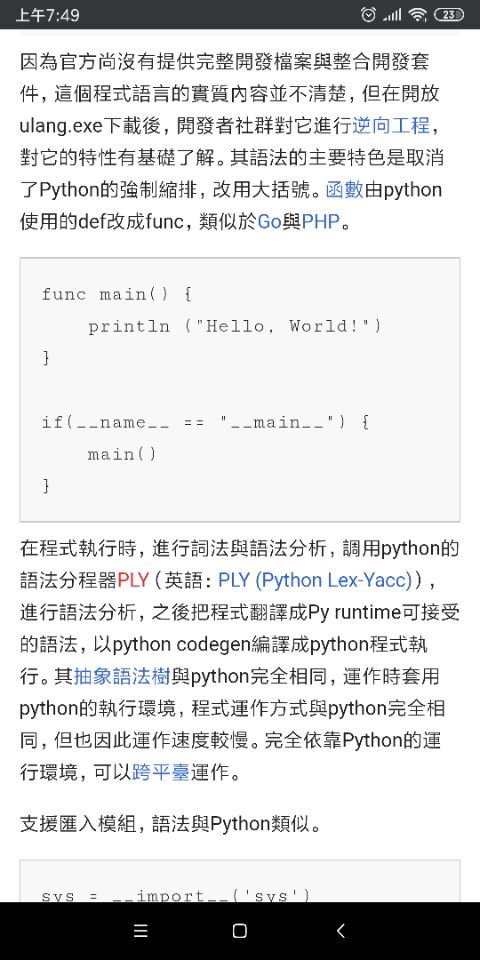 上午7:49
23
因為官方尚沒有提供完整開發檔案與整合開發套
件，這個程式語言的實質內容並不清楚，但在開放
ulang.exe下載後，開發者社群對它進行逆向工程，
對它的特性有基礎了解。其語法的主要特色是取消
了Python的強制縮排，改用大括號。函數由python
使用的def改成func，類似於Go與PHP。
func main() {
    println ("Hello, World!")
}
if(__name__ == "__main__") {
    main()
}
在程式執行時，進行詞法與語法分析，調用python的
語法分程器PLY（英語：PLY (Python Lex-Yacc)），
進行語法分析，之後把程式翻譯成Py runtime可接受
的語法，以python codegen編譯成python程式執
行。其抽象語法樹與python完全相同，運作時套用
python的執行環境，程式運作方式與python完全相
同，但也因此運作速度較慢。完全依靠Python的運
行環境，可以跨平臺運作。
支援匯入模組，語法與Python類似。
sys = __import__('sys')